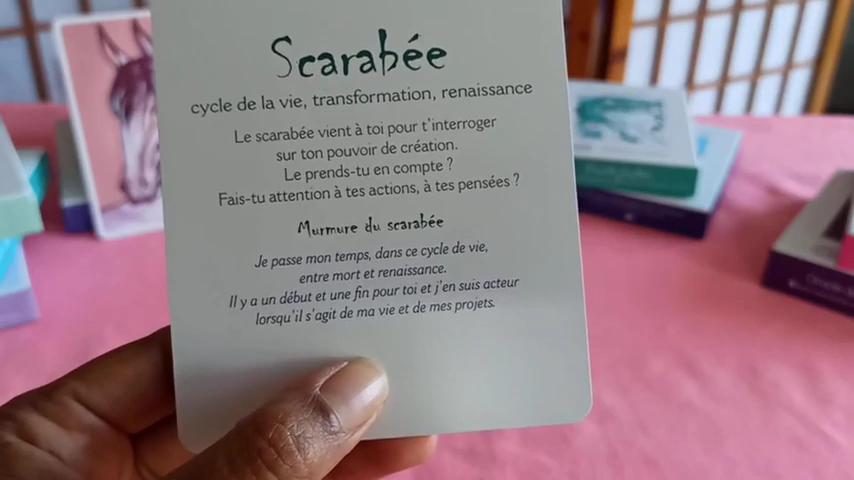 Scarabée
cycle de la vie, transformation, renaissance
Le scarabée vient à toi pour t'interroger
sur ton pouvoir de création.
Le prends-tu en compte ?
Fais-tu attention à tes actions, à tes pensées ?
Murmure du scarabée
Je passe mon temps, dans ce cycle de vie,
entre mort et renaissance.
Il y a un début et une fin pour toi et j'en suis acteur
lorsqu'il s'agit de ma vie et de mes projets.